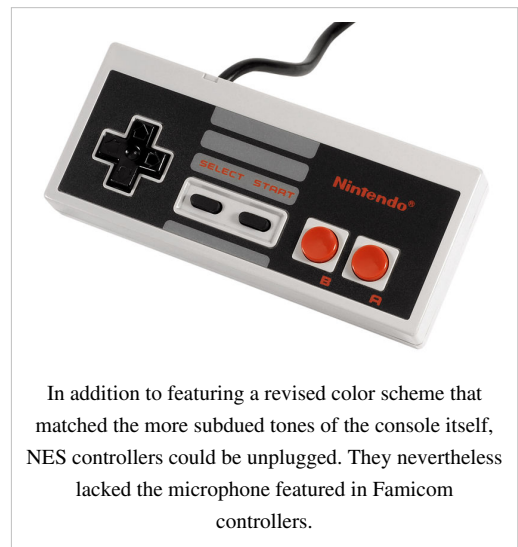 SELECT START
Nintendo®
B A
In addition to featuring a revised color scheme that
matched the more subdued tones of the console itself,
NES controllers could be unplugged. They nevertheless
lacked the microphone featured in Famicom
controllers.